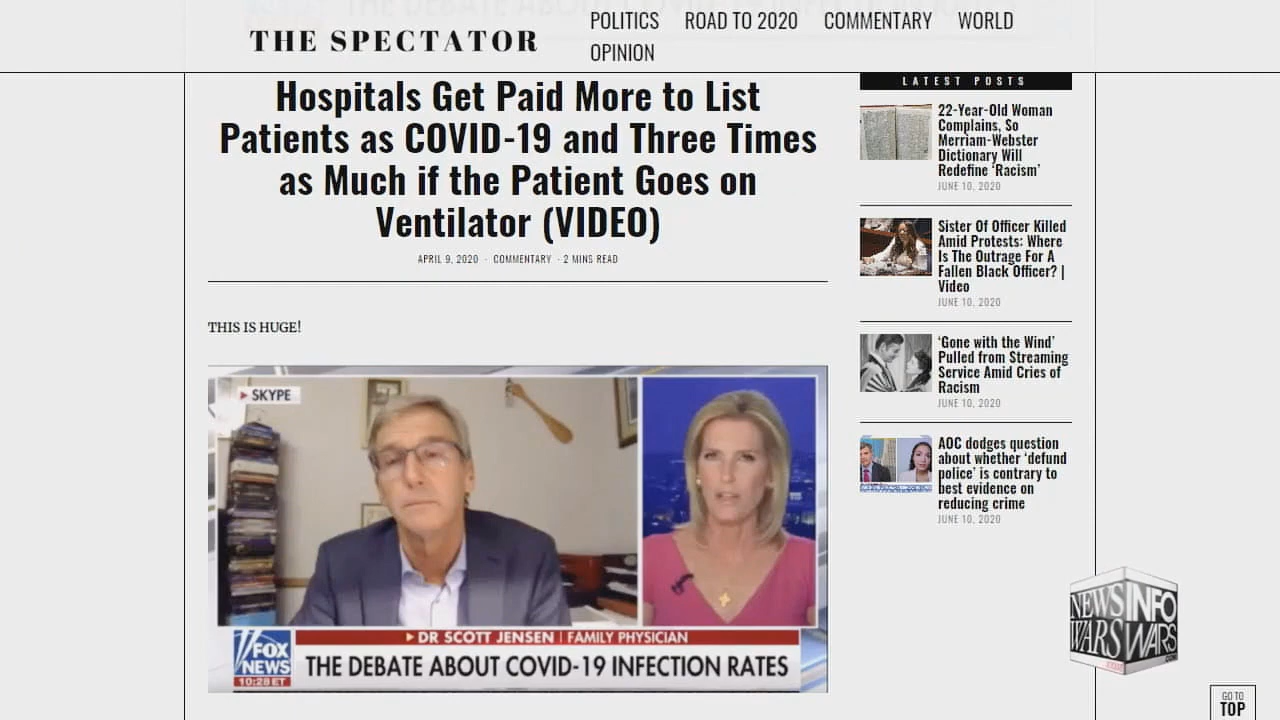 THE SPECTATOR
POLITICS ROAD TO 2020 COMMENTARY WORLD
OPINION
Hospitals Get Paid More to List
Patients as COVID-19 and Three Times
as Much if the Patient Goes on
Ventilator (VIDEO)
APRIL 9, 2020 · COMMENTARY · 2 MINS READ
THIS IS HUGE!
SKYPE
DR SCOTT JENSEN | FAMILY PHYSICIAN
FOX
NEWS
10:28 ET
THE DEBATE ABOUT COVID-19 INFECTION RATES
LATEST POSTS
22-Year-Old Woman
Complains, So
Merriam-Webster
Dictionary Will
Redefine ‘Racism’
JUNE 10, 2020
Sister Of Officer Killed
Amid Protests: Where
Is The Outrage For A
Fallen Black Officer? |
Video
JUNE 10, 2020
‘Gone with the Wind’
Pulled from Streaming
Service Amid Cries of
Racism
JUNE 10, 2020
AOC dodges question
about whether ‘defund
police’ is contrary to
best evidence on
reducing crime
JUNE 10, 2020
NEWS
WARS
INFO
WARS
GO TO
TOP